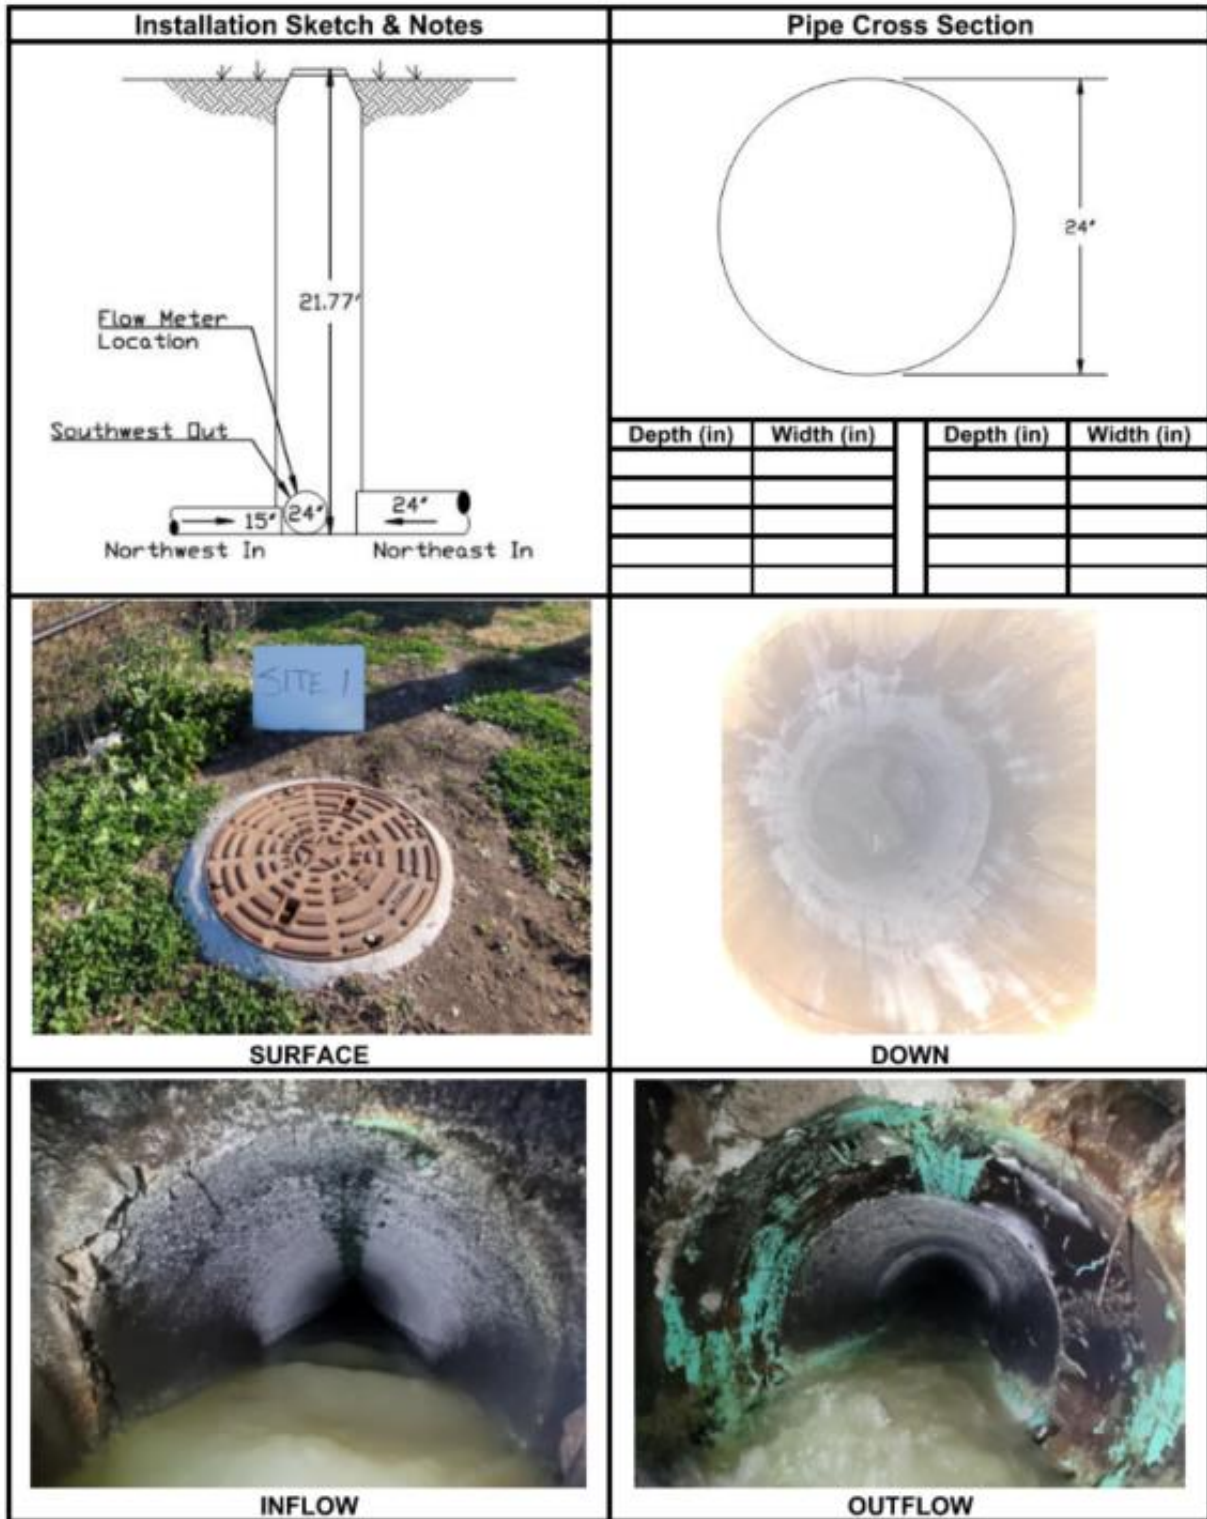 Installation Sketch & Notes
Pipe Cross Section
21.77'
Flow Meter
Location
Southwest Out
15"
24"
24"
Northwest In
Northeast In
24"
Depth (in) Width (in) Depth (in) Width (in)
SITE 1
SURFACE
DOWN
INFLOW
OUTFLOW